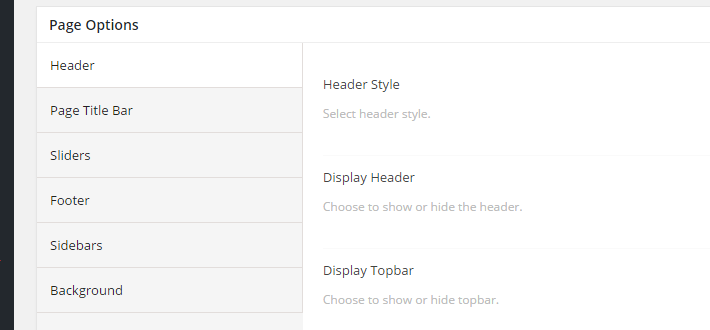 Page Options
Header
Page Title Bar
Sliders
Footer
Sidebars
Background
Header Style
Select header style.
Display Header
Choose to show or hide the header.
Display Topbar
Choose to show or hide topbar.